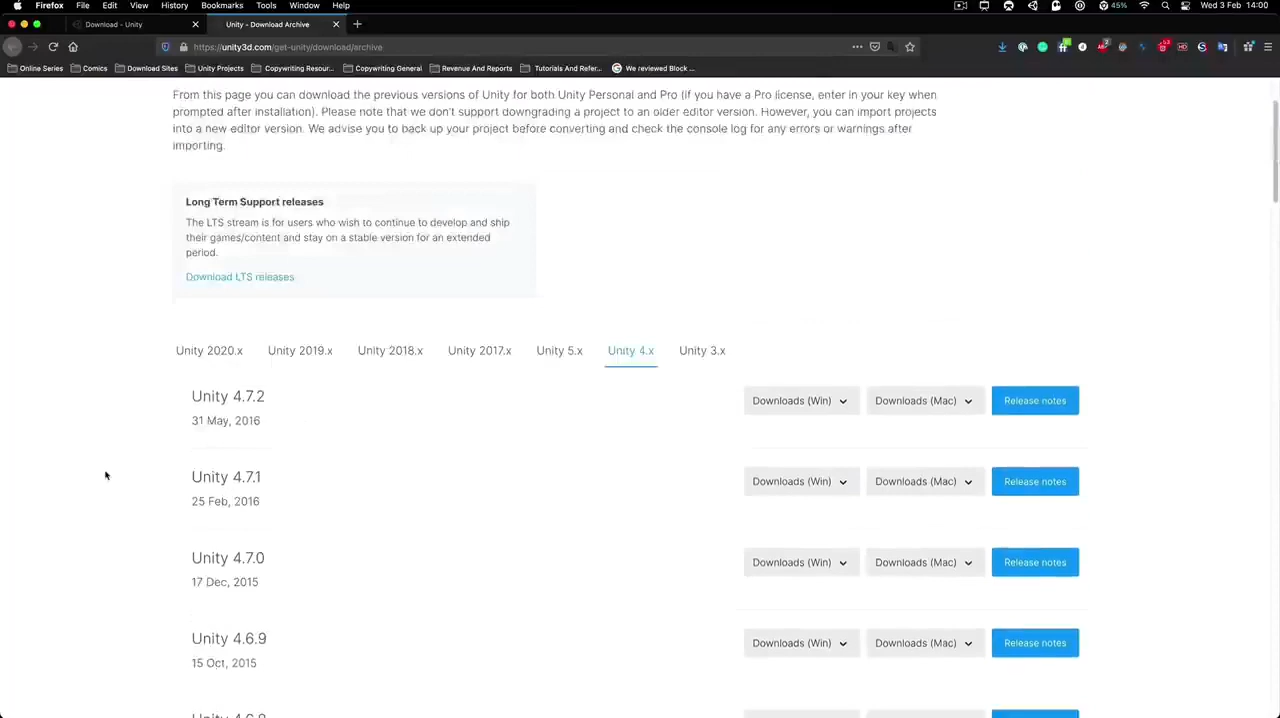 Firefox File Edit View History Bookmarks Tools Window Help 45% Wed 3 Feb 14:00
Download - Unity Unity - Download Archive
https://unity3d.com/get-unity/download/archive
Online Series Comics Download Sites Unity Projects Copywriting Resour... Copywriting General Revenue And Reports Tutorials And Refer... We reviewed Block ...
From this page you can download the previous versions of Unity for both Unity Personal and Pro (if you have a Pro license, enter in your key when
prompted after installation). Please note that we don't support downgrading a project to an older editor version. However, you can import projects
into a new editor version. We advise you to back up your project before converting and check the console log for any errors or warnings after
importing.
Long Term Support releases
The LTS stream is for users who wish to continue to develop and ship
their games/content and stay on a stable version for an extended
period.
Download LTS releases
Unity 2020.x Unity 2019.x Unity 2018.x Unity 2017.x Unity 5.x Unity 4.x Unity 3.x
Unity 4.7.2 Downloads (Win) Downloads (Mac) Release notes
31 May, 2016
Unity 4.7.1 Downloads (Win) Downloads (Mac) Release notes
25 Feb, 2016
Unity 4.7.0 Downloads (Win) Downloads (Mac) Release notes
17 Dec, 2015
Unity 4.6.9 Downloads (Win) Downloads (Mac) Release notes
15 Oct, 2015